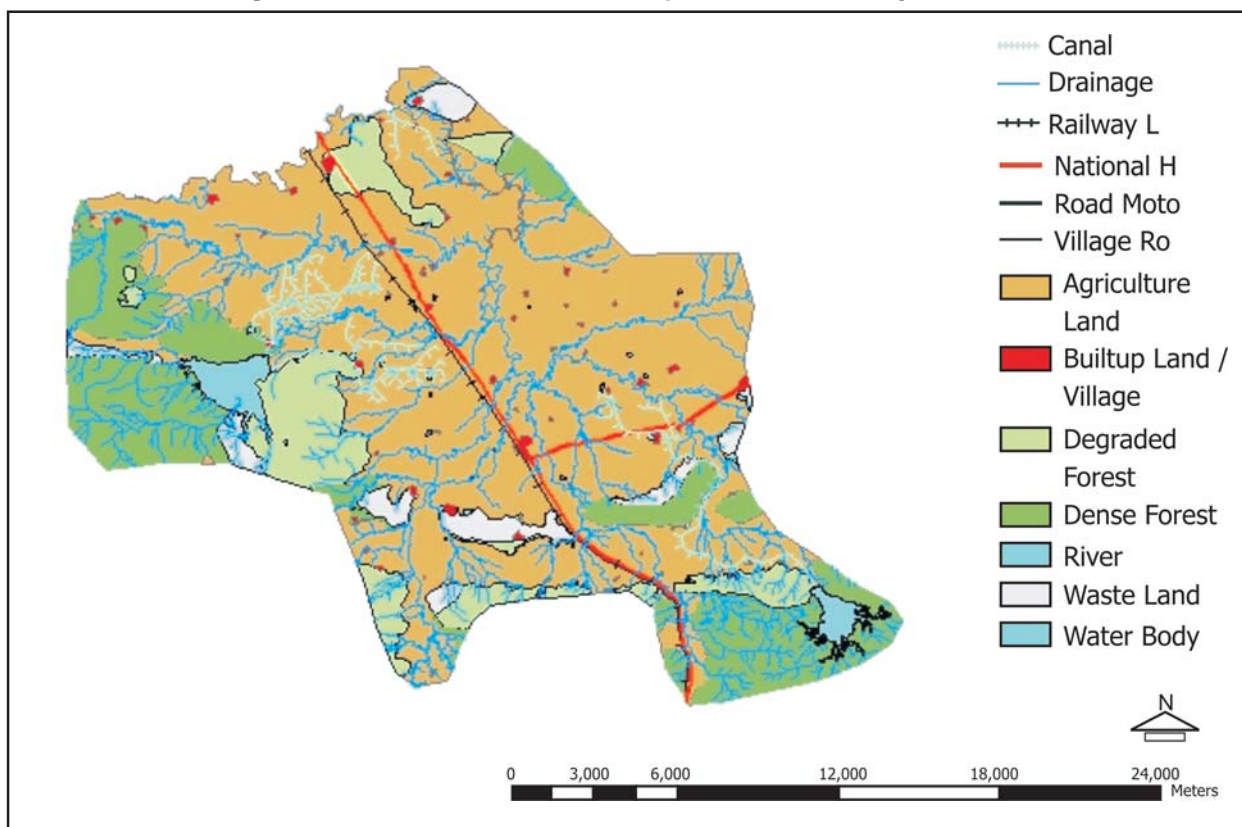 Canal
Drainage
Railway L
National H
Road Moto
Village Ro
Agriculture
Land
Builtup Land /
Village
Degraded
Forest
Dense Forest
River
Waste Land
Water Body
N
0 3,000 6,000 12,000 18,000 24,000
Meters